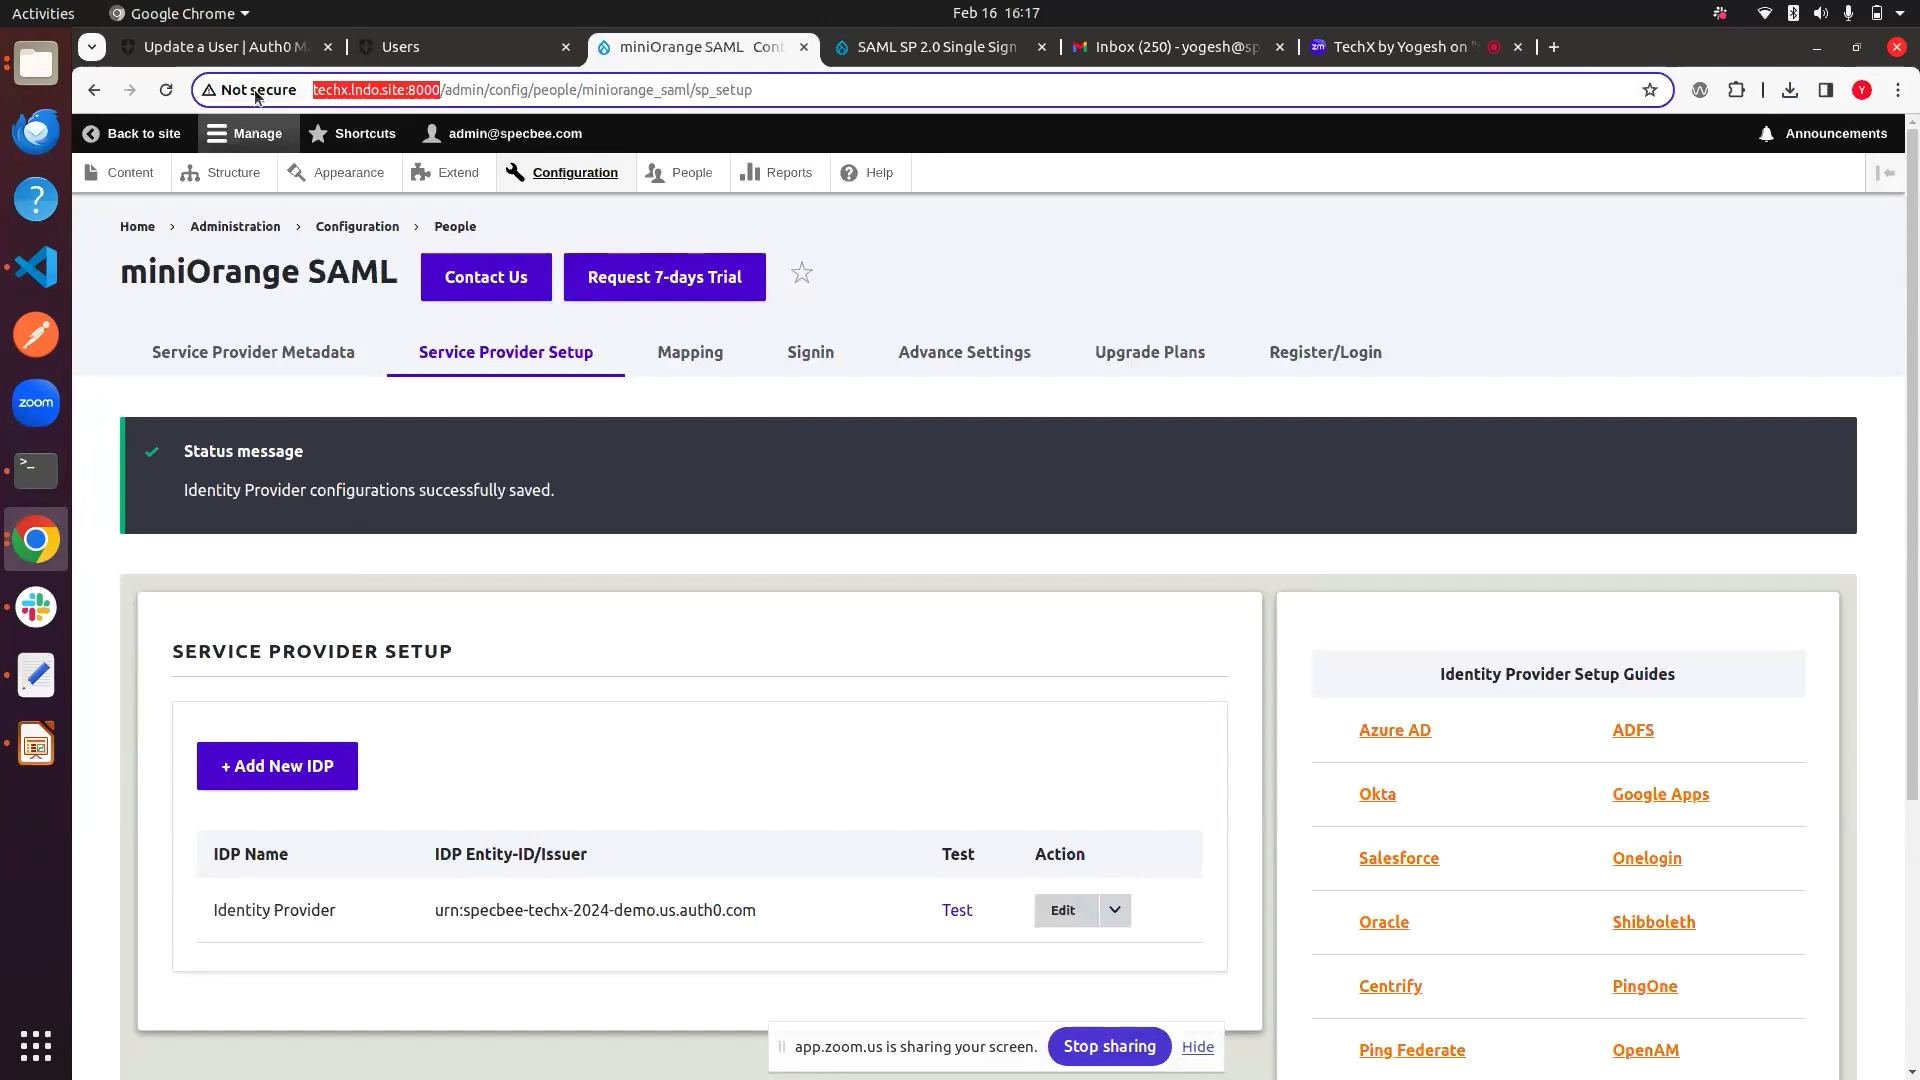 Activities
Google Chrome
Feb 16 16:17
Update a User | Auth0 M
Users
miniOrange SAML Cont
SAML SP 2.0 Single Sign
Inbox (250) - yogesh@sp
TechX by Yogesh on "
Not secure
techx.lndo.site:8000/admin/config/people/miniorange_saml/sp_setup
Y
Back to site
Manage
Shortcuts
admin@specbee.com
Announcements
Content
Structure
Appearance
Extend
Configuration
People
Reports
Help
Home > Administration > Configuration > People
miniOrange SAML
Contact Us
Request 7-days Trial
Service Provider Metadata
Service Provider Setup
Mapping
Signin
Advance Settings
Upgrade Plans
Register/Login
Status message
Identity Provider configurations successfully saved.
SERVICE PROVIDER SETUP
+ Add New IDP
IDP Name IDP Entity-ID/Issuer Test Action
Identity Provider urn:specbee-techx-2024-demo.us.auth0.com Test Edit
Identity Provider Setup Guides
Azure AD ADFS
Okta Google Apps
Salesforce Onelogin
Oracle Shibboleth
Centrify PingOne
Ping Federate OpenAM
app.zoom.us is sharing your screen.
Stop sharing
Hide
zoom
zm